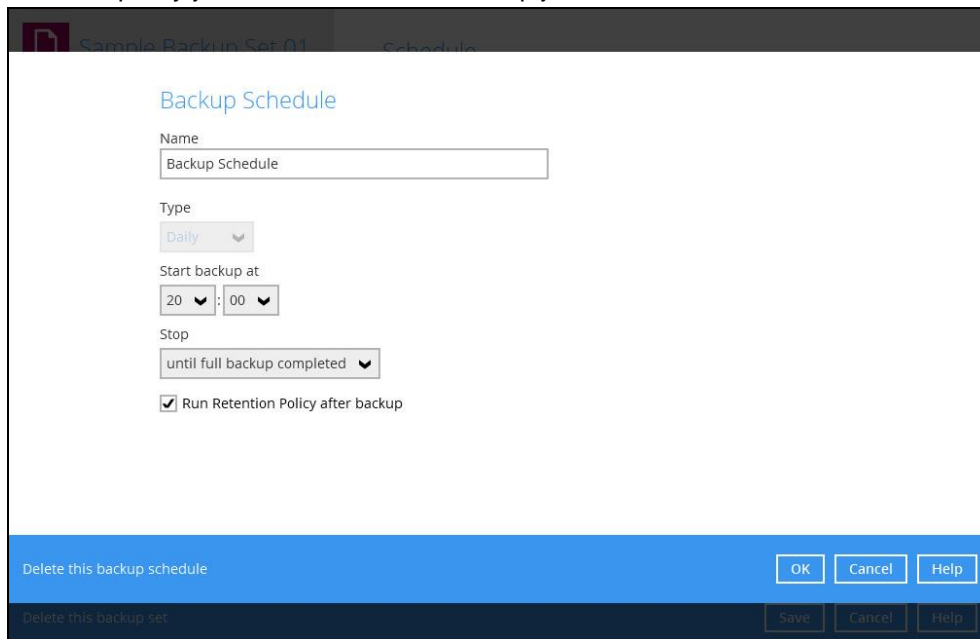 Sample Backup Set 01
Schedule
Backup Schedule
Name
Backup Schedule
Type
Daily
Start backup at
20 : 00
Stop
until full backup completed
Run Retention Policy after backup
Delete this backup schedule
OK Cancel Help
Delete this backup set
Save Cancel Help